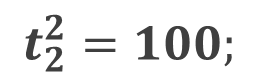 t₂² = 100;